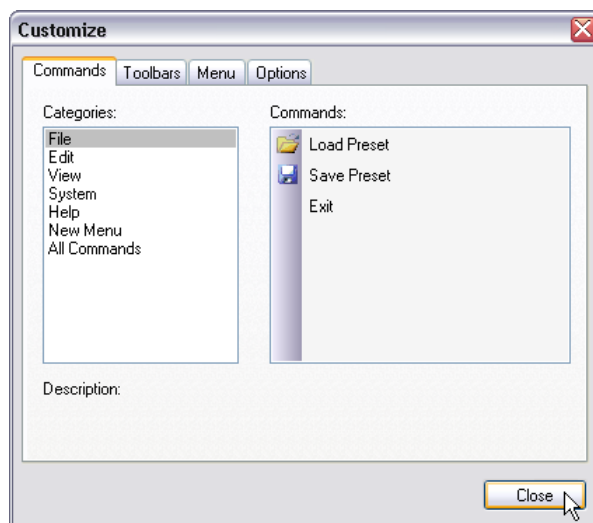 Customize
Commands Toolbars Menu Options
Categories:
File
Edit
View
System
Help
New Menu
All Commands
Commands:
Load Preset
Save Preset
Exit
Description:
Close